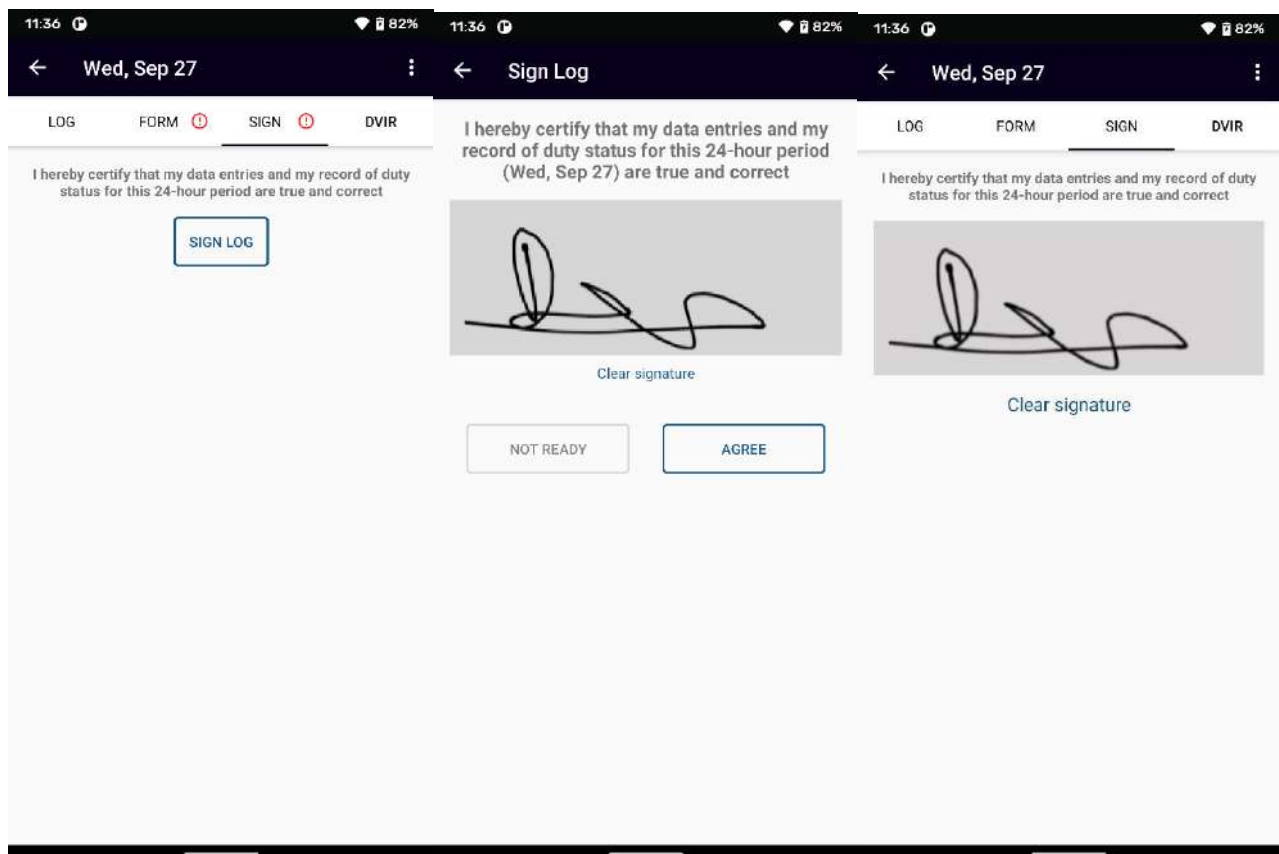 11:36 82%
Wed, Sep 27
LOG FORM SIGN DVIR
I hereby certify that my data entries and my record of duty
status for this 24-hour period are true and correct
SIGN LOG
11:36 82%
Sign Log
I hereby certify that my data entries and my
record of duty status for this 24-hour period
(Wed, Sep 27) are true and correct
Clear signature
NOT READY AGREE
11:36 82%
Wed, Sep 27
LOG FORM SIGN DVIR
I hereby certify that my data entries and my record of duty
status for this 24-hour period are true and correct
Clear signature